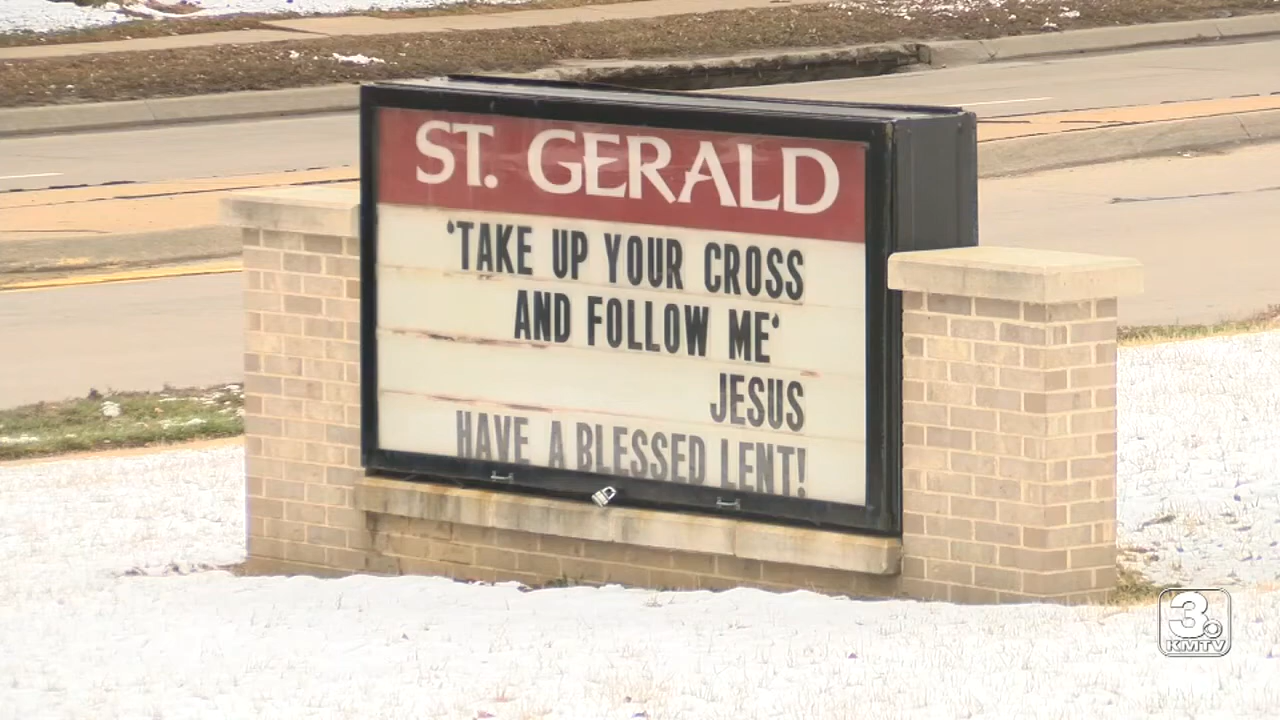 ST. GERALD
‘TAKE UP YOUR CROSS
AND FOLLOW ME‘
JESUS
HAVE A BLESSED LENT!
3
KMTV